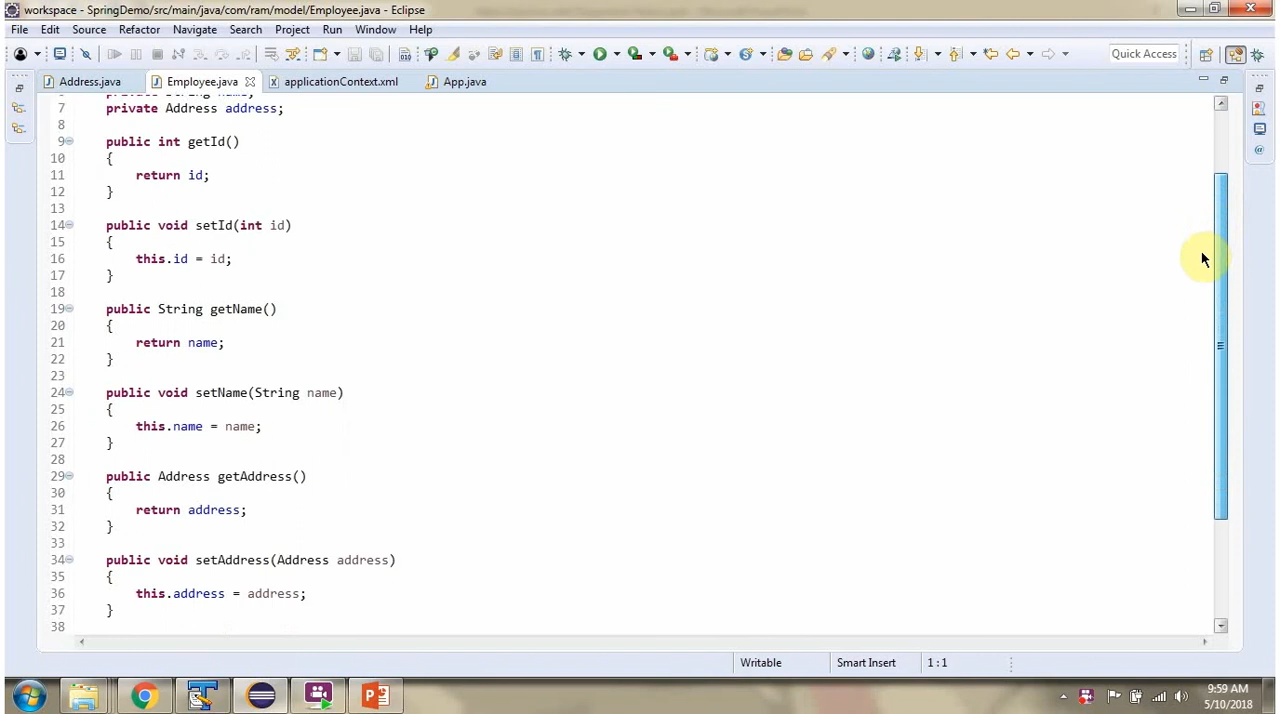 workspace - SpringDemo/src/main/java/com/ram/model/Employee.java - Eclipse
File Edit Source Refactor Navigate Search Project Run Window Help
Quick Access
Address.java Employee.java applicationContext.xml App.java
private String name;
7 private Address address;
8
9 public int getId()
10 {
11 return id;
12 }
13
14 public void setId(int id)
15 {
16 this.id = id;
17 }
18
19 public String getName()
20 {
21 return name;
22 }
23
24 public void setName(String name)
25 {
26 this.name = name;
27 }
28
29 public Address getAddress()
30 {
31 return address;
32 }
33
34 public void setAddress(Address address)
35 {
36 this.address = address;
37 }
38
Writable Smart Insert 1 : 1
9:59 AM
5/10/2018